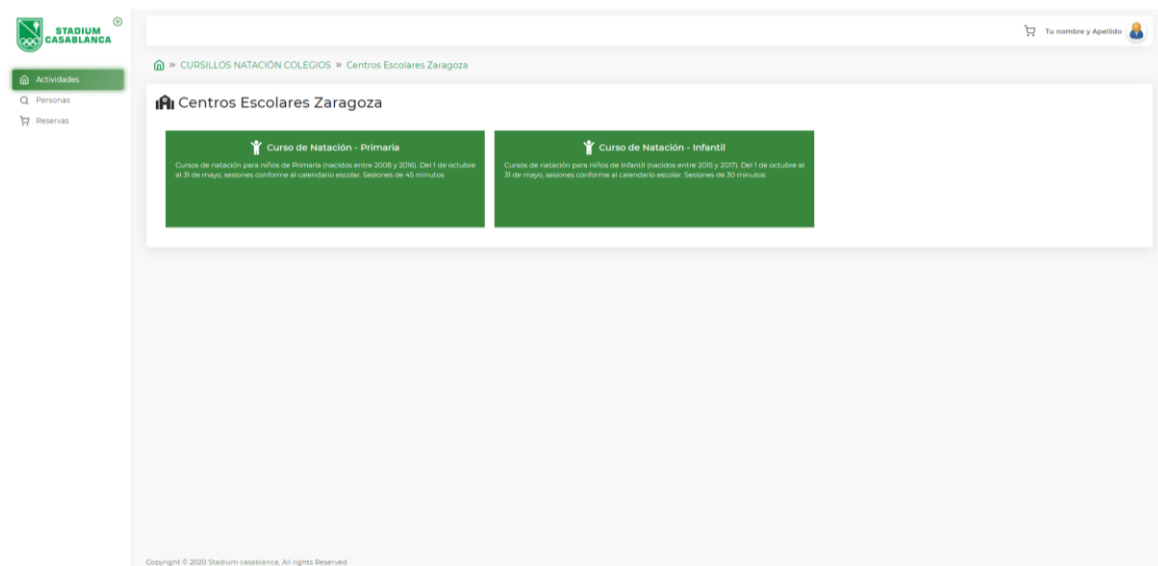 STADIUM
CASABLANCA
Tu nombre y Apellido
Actividades
Personas
Reservas
» CURSILLOS NATACIÓN COLEGIOS » Centros Escolares Zaragoza
Centros Escolares Zaragoza
Curso de Natación - Primaria
Cursos de natación para niños de Primaria (nacidos entre 2008 y 2016). Del 1 de octubre
al 31 de mayo, sesiones conforme al calendario escolar. Sesiones de 45 minutos
Curso de Natación - Infantil
Cursos de natación para niños de Infantil (nacidos entre 2015 y 2017). Del 1 de octubre al
31 de mayo, sesiones conforme al calendario escolar. Sesiones de 30 minutos
Copyright © 2020 Stadium casablanca, All rights Reserved